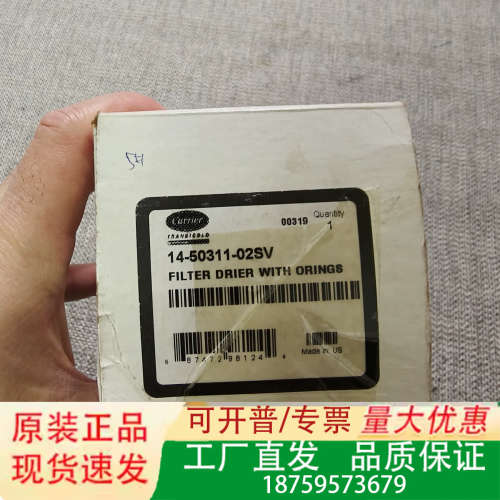 Carrier
TRANSICOLD
00319
Quantity
1
14-50311-02SV
FILTER DRIER WITH ORINGS
87472 98124
Made in US
原装正品
现货速发
可开普/专票
量大优惠
工厂直发 品质保证
18759573679